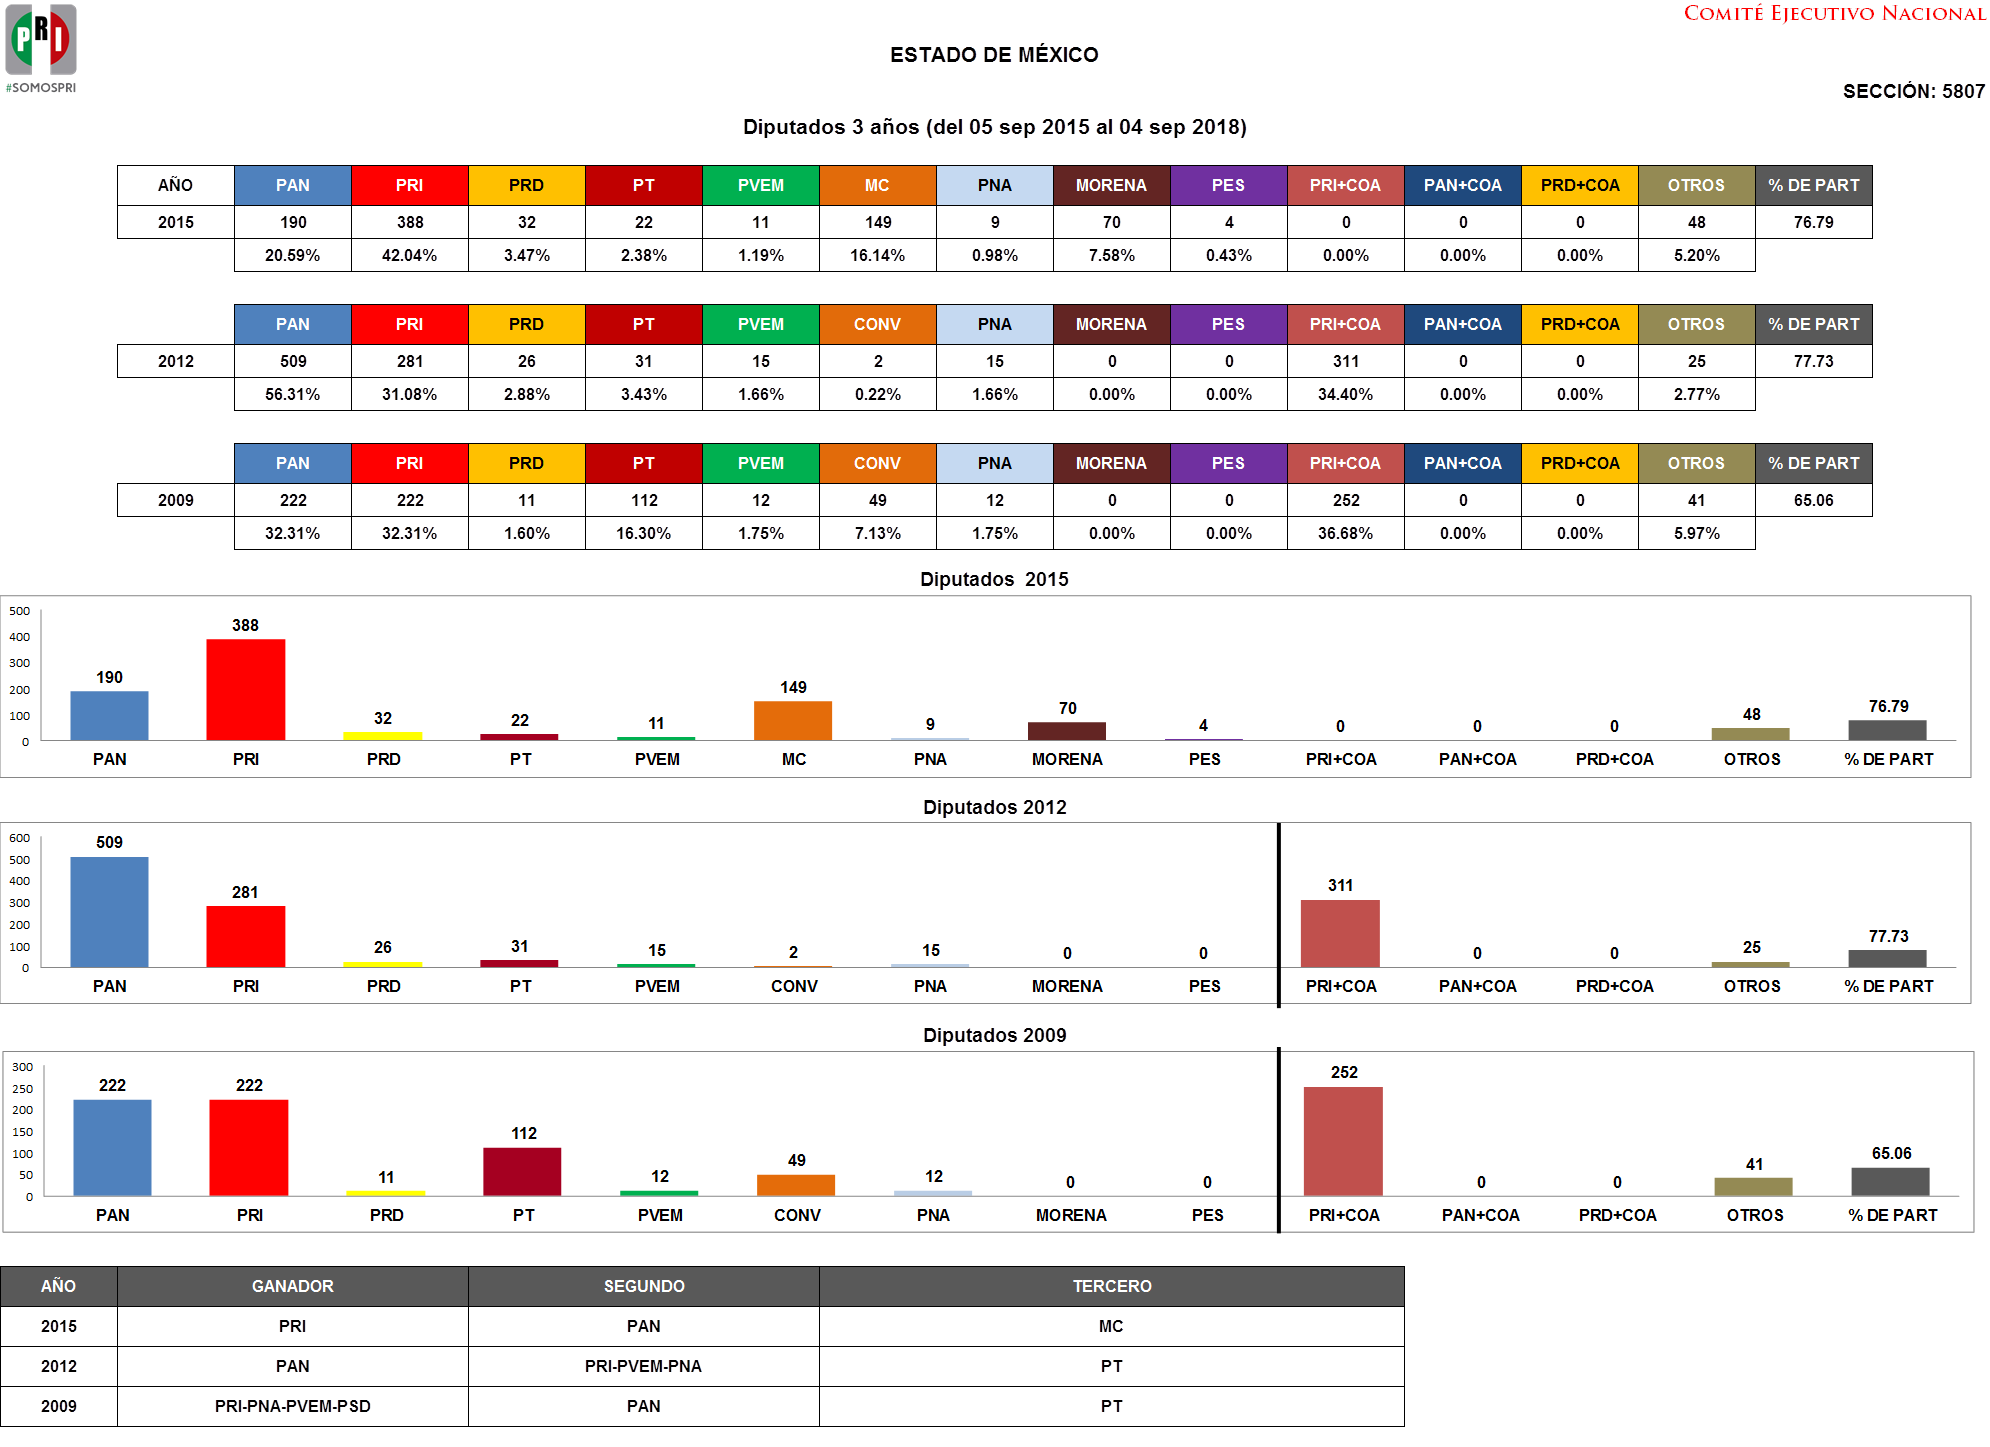 PRI
#SOMOSPRI
COMITÉ EJECUTIVO NACIONAL
ESTADO DE MÉXICO
SECCIÓN: 5807
Diputados 3 años (del 05 sep 2015 al 04 sep 2018)
AÑO PAN PRI PRD PT PVEM MC PNA MORENA PES PRI+COA PAN+COA PRD+COA OTROS % DE PART
2015 190 388 32 22 11 149 9 70 4 0 0 0 48 76.79
20.59% 42.04% 3.47% 2.38% 1.19% 16.14% 0.98% 7.58% 0.43% 0.00% 0.00% 0.00% 5.20%
PAN PRI PRD PT PVEM CONV PNA MORENA PES PRI+COA PAN+COA PRD+COA OTROS % DE PART
2012 509 281 26 31 15 2 15 0 0 311 0 0 25 77.73
56.31% 31.08% 2.88% 3.43% 1.66% 0.22% 1.66% 0.00% 0.00% 34.40% 0.00% 0.00% 2.77%
PAN PRI PRD PT PVEM CONV PNA MORENA PES PRI+COA PAN+COA PRD+COA OTROS % DE PART
2009 222 222 11 112 12 49 12 0 0 252 0 0 41 65.06
32.31% 32.31% 1.60% 16.30% 1.75% 7.13% 1.75% 0.00% 0.00% 36.68% 0.00% 0.00% 5.97%
Diputados 2015
500
400
300
200
100
0
190 388 32 22 11 149 9 70 4 0 0 0 48 76.79
PAN PRI PRD PT PVEM MC PNA MORENA PES PRI+COA PAN+COA PRD+COA OTROS % DE PART
Diputados 2012
600
500
400
300
200
100
0
509 281 26 31 15 2 15 0 0 311 0 0 25 77.73
PAN PRI PRD PT PVEM CONV PNA MORENA PES PRI+COA PAN+COA PRD+COA OTROS % DE PART
Diputados 2009
300
250
200
150
100
50
0
222 222 11 112 12 49 12 0 0 252 0 0 41 65.06
PAN PRI PRD PT PVEM CONV PNA MORENA PES PRI+COA PAN+COA PRD+COA OTROS % DE PART
AÑO GANADOR SEGUNDO TERCERO
2015 PRI PAN MC
2012 PAN PRI-PVEM-PNA PT
2009 PRI-PNA-PVEM-PSD PAN PT